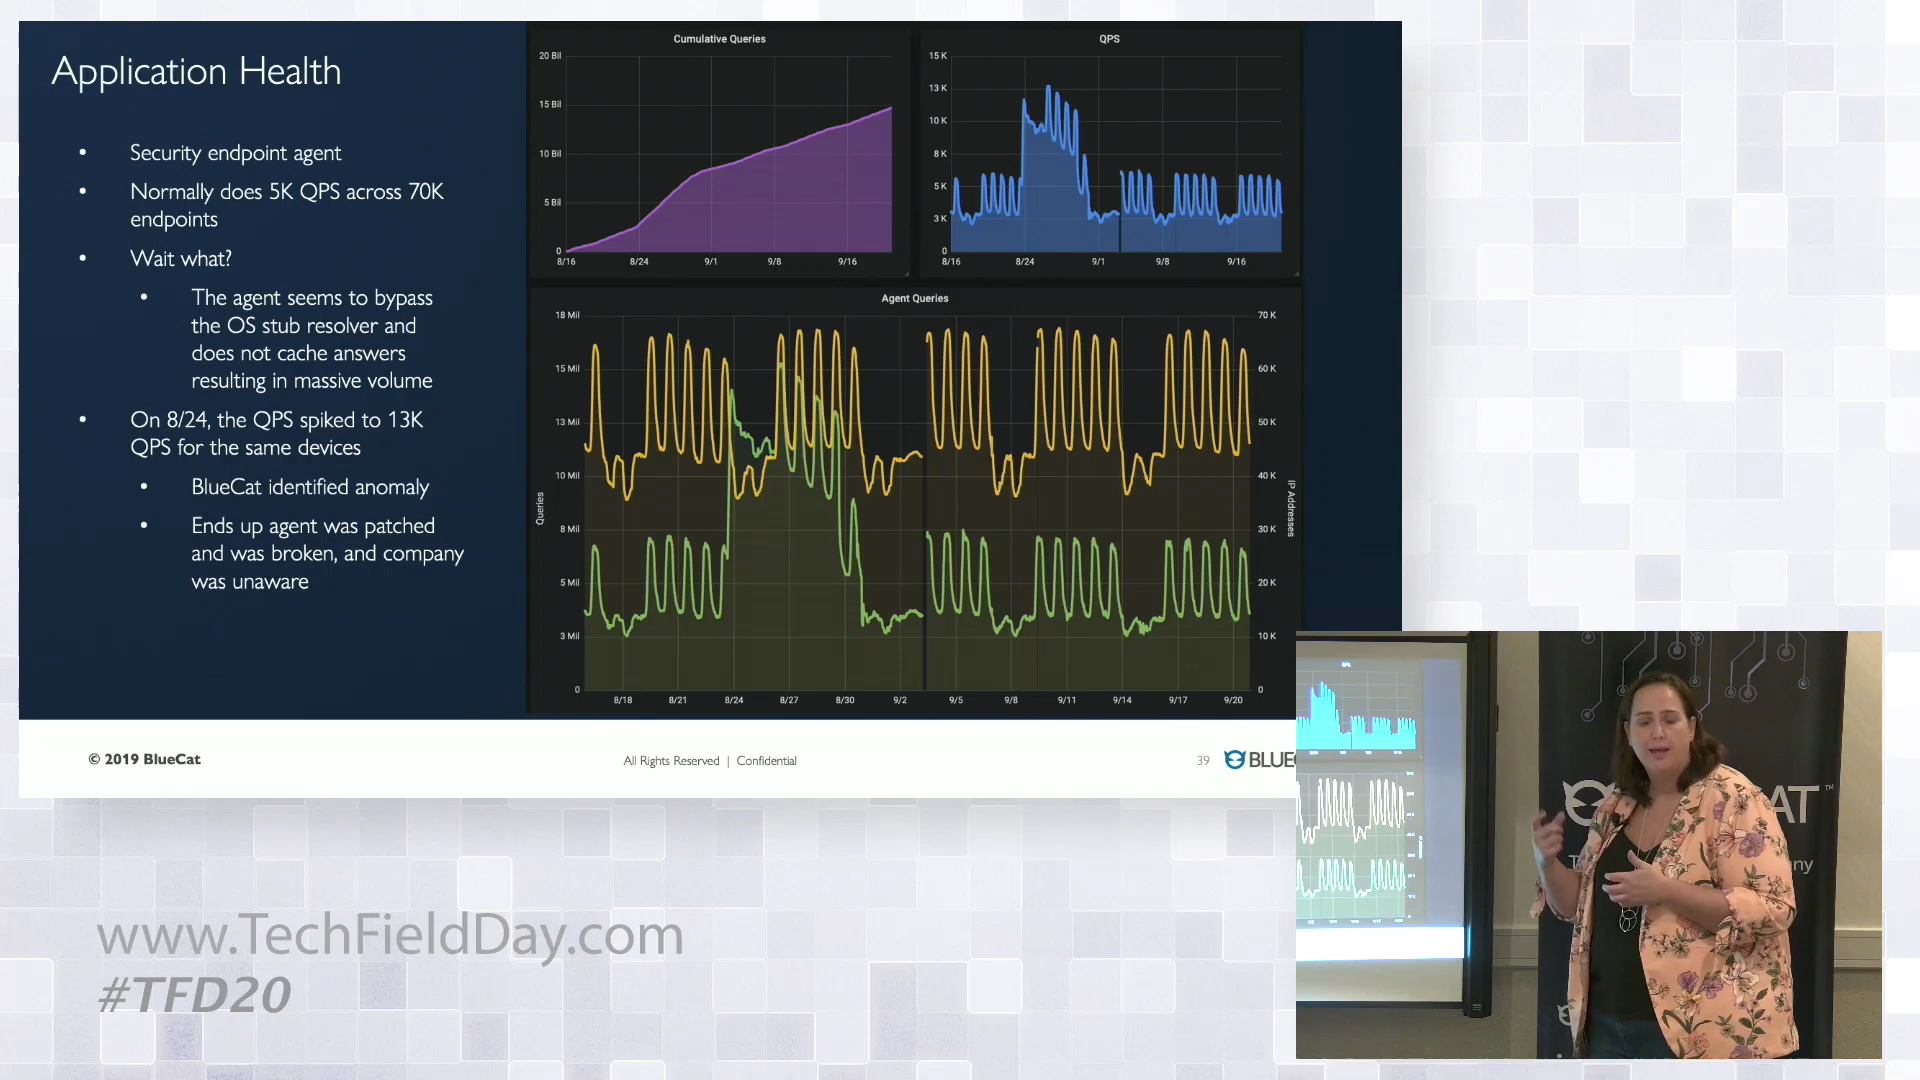 Application Health
• Security endpoint agent
• Normally does 5K QPS across 70K
endpoints
• Wait what?
• The agent seems to bypass
the OS stub resolver and
does not cache answers
resulting in massive volume
• On 8/24, the QPS spiked to 13K
QPS for the same devices
• BlueCat identified anomaly
• Ends up agent was patched
and was broken, and company
was unaware
Cumulative Queries
20 Bil
15 Bil
10 Bil
5 Bil
0
8/16 8/24 9/1 9/8 9/16
QPS
15 K
13 K
10 K
8 K
5 K
3 K
0
8/16 8/24 9/1 9/8 9/16
Agent Queries
18 Mil 70 K
15 Mil 60 K
13 Mil 50 K
10 Mil 40 K
8 Mil 30 K
5 Mil 20 K
3 Mil 10 K
0 0
Queries
IP Addresses
8/18 8/21 8/24 8/27 8/30 9/2 9/5 9/8 9/11 9/14 9/17 9/20
© 2019 BlueCat
All Rights Reserved | Confidential
39
BLUE
AT™
ny
www.TechFieldDay.com
#TFD20